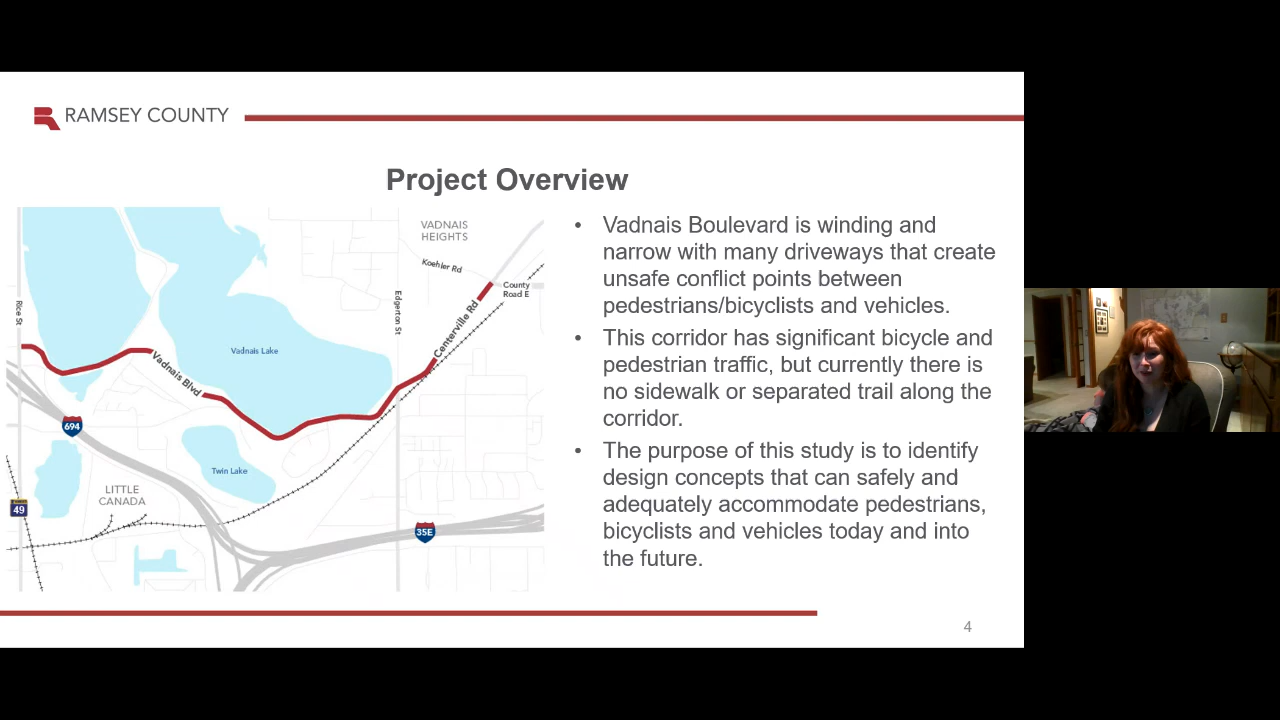 RAMSEY COUNTY
Project Overview
VADNAIS
HEIGHTS
Koehler Rd
County
Road E
Rice St
Edgerton St
Centerville Rd
Vadnais Lake
Vadnais Blvd
694
Twin Lake
LITTLE
CANADA
49
35E
• Vadnais Boulevard is winding and
narrow with many driveways that create
unsafe conflict points between
pedestrians/bicyclists and vehicles.
• This corridor has significant bicycle and
pedestrian traffic, but currently there is
no sidewalk or separated trail along the
corridor.
• The purpose of this study is to identify
design concepts that can safely and
adequately accommodate pedestrians,
bicyclists and vehicles today and into
the future.
4